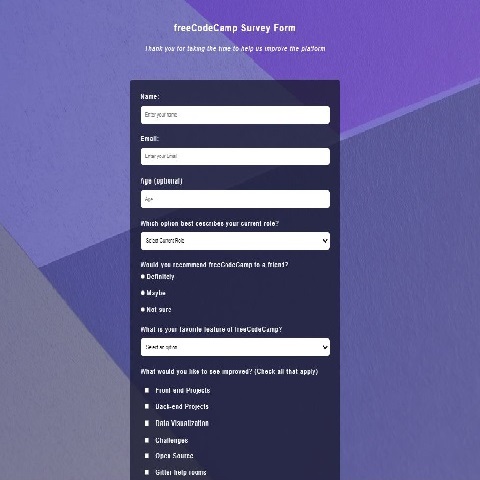 freeCodeCamp Survey Form
Thank you for taking the time to help us improve the platform
Name:
Enter your name
Email:
Enter your Email
Age (optional)
Age
Which option best describes your current role?
Select Current Role
Would you recommend freeCodeCamp to a friend?
Definitely
Maybe
Not sure
What is your favorite feature of freeCodeCamp?
Select an option
What would you like to see improved? (Check all that apply)
Front-end Projects
Back-end Projects
Data Visualization
Challenges
Open Source
Gitter help rooms